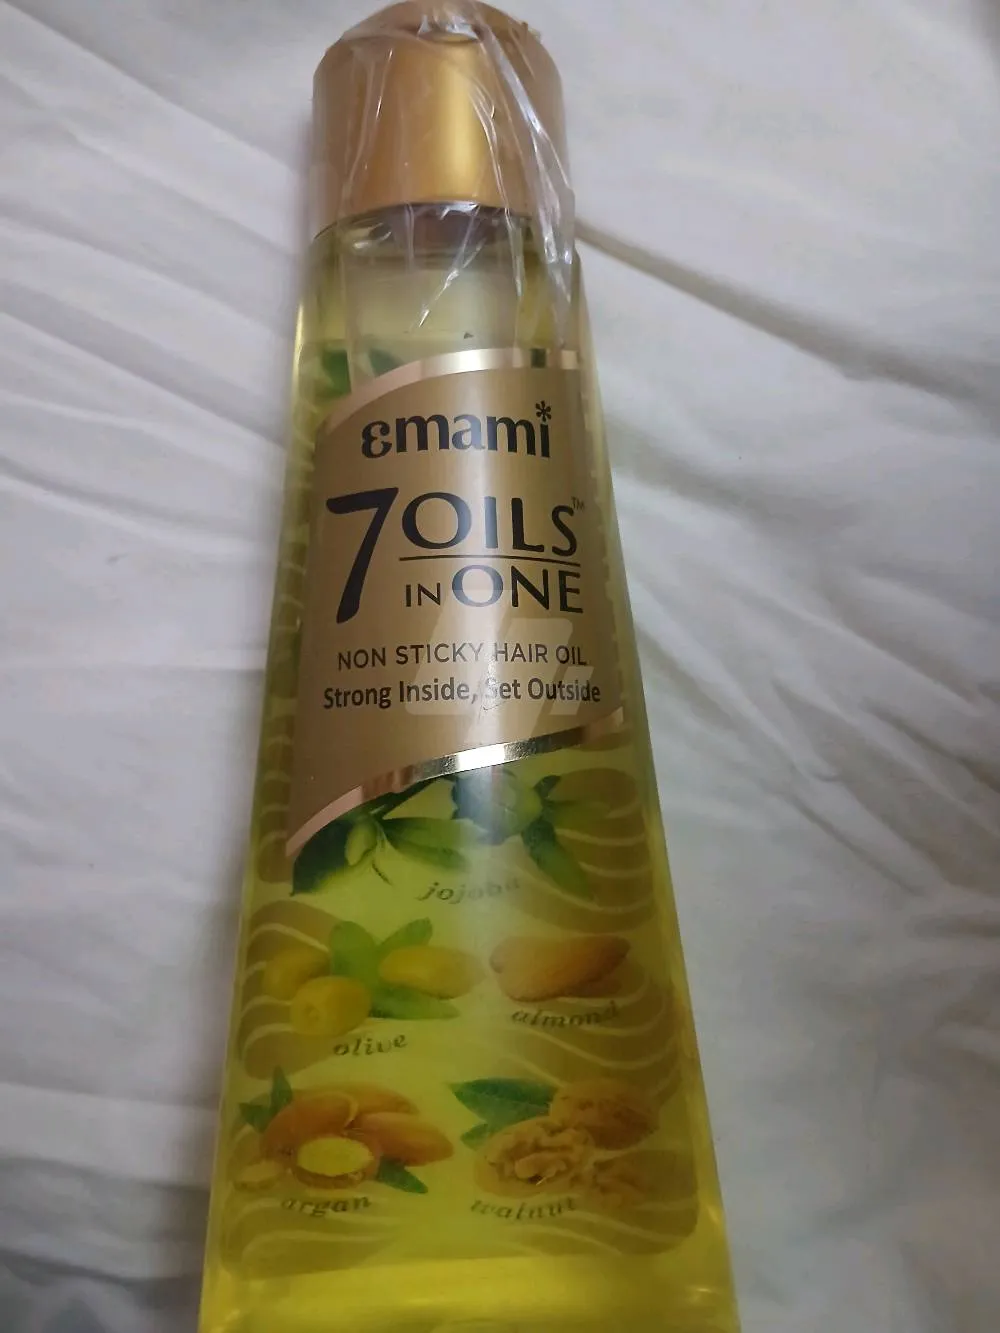 emami*
7 OILS™
IN ONE
NON STICKY HAIR OIL
Strong Inside, Set Outside
jojoba
olive
almond
argan
walnut